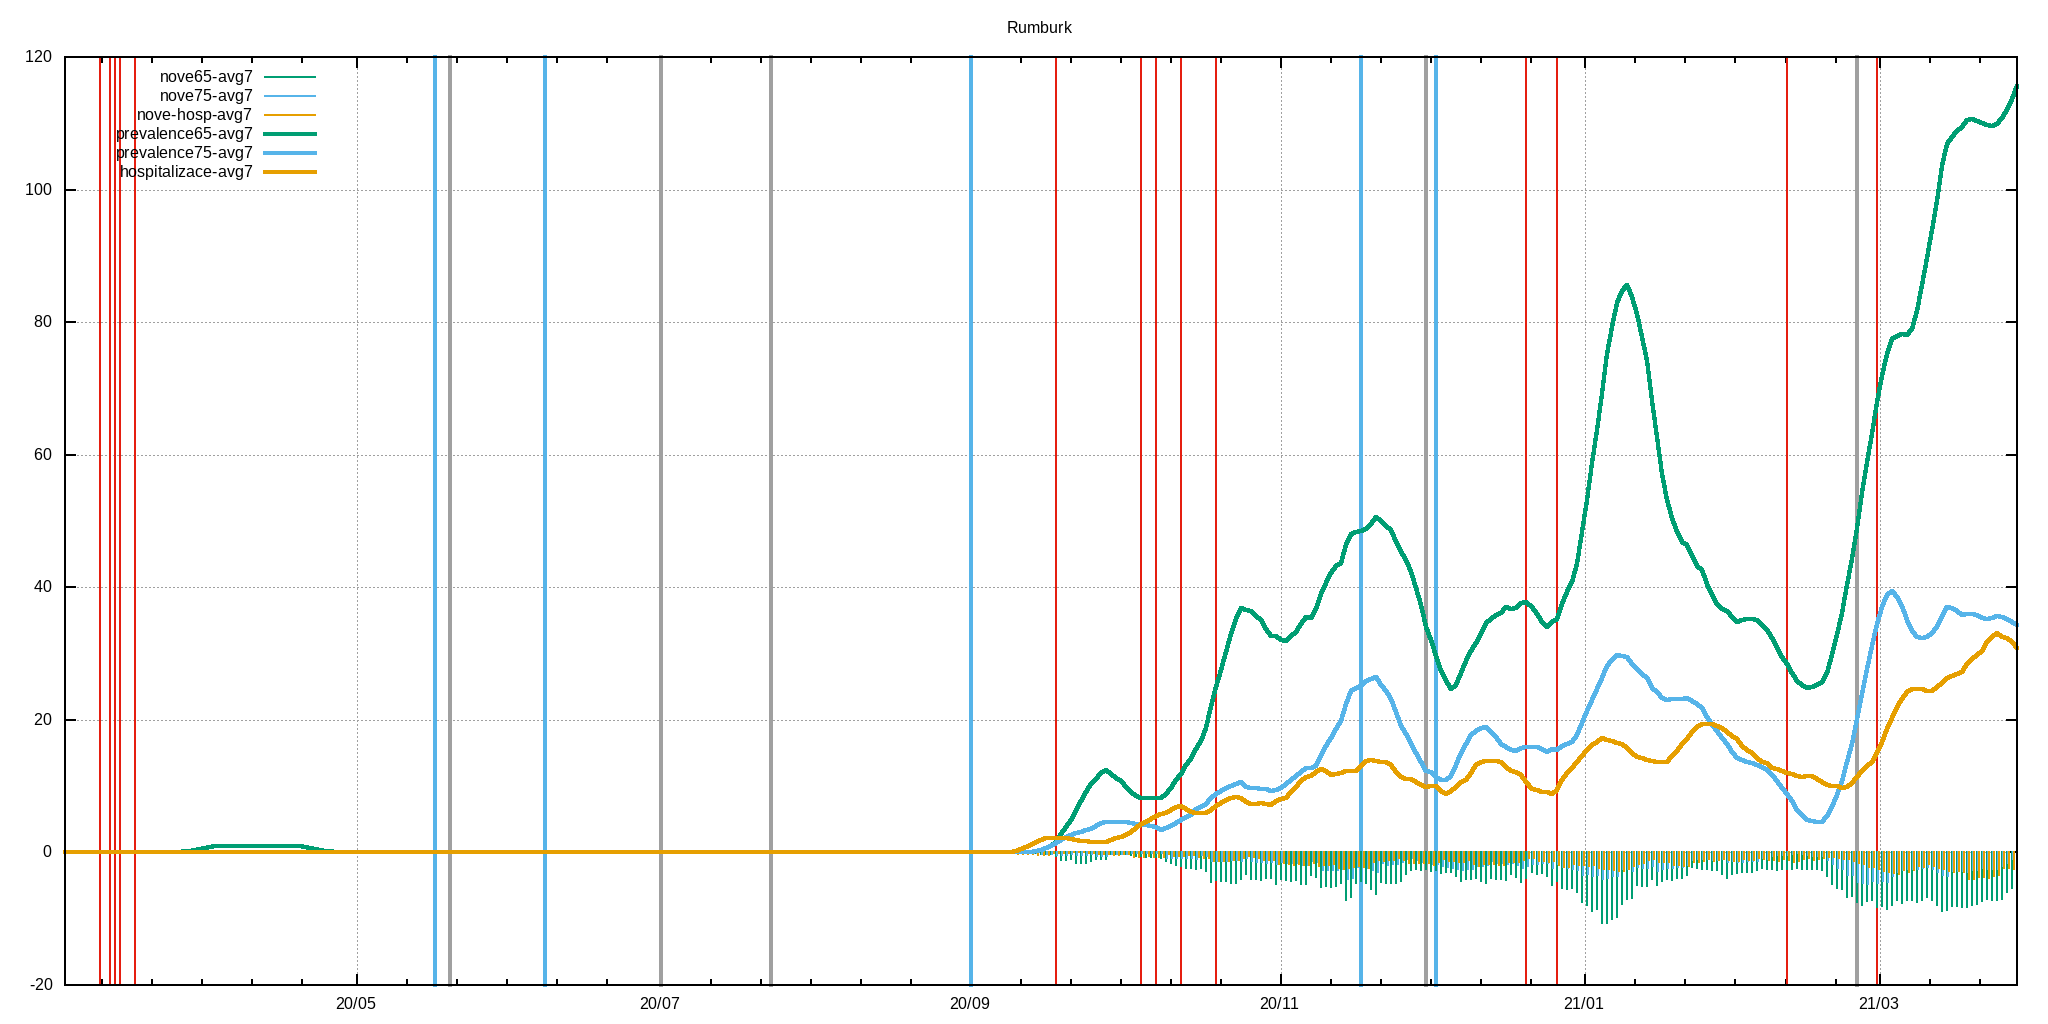 Rumburk
120
nove65-avg7
nove75-avg7
nove-hosp-avg7
prevalence65-avg7
prevalence75-avg7
hospitalizace-avg7
100
80
60
40
20
0
-20
20/05 20/07 20/09 20/11 21/01 21/03